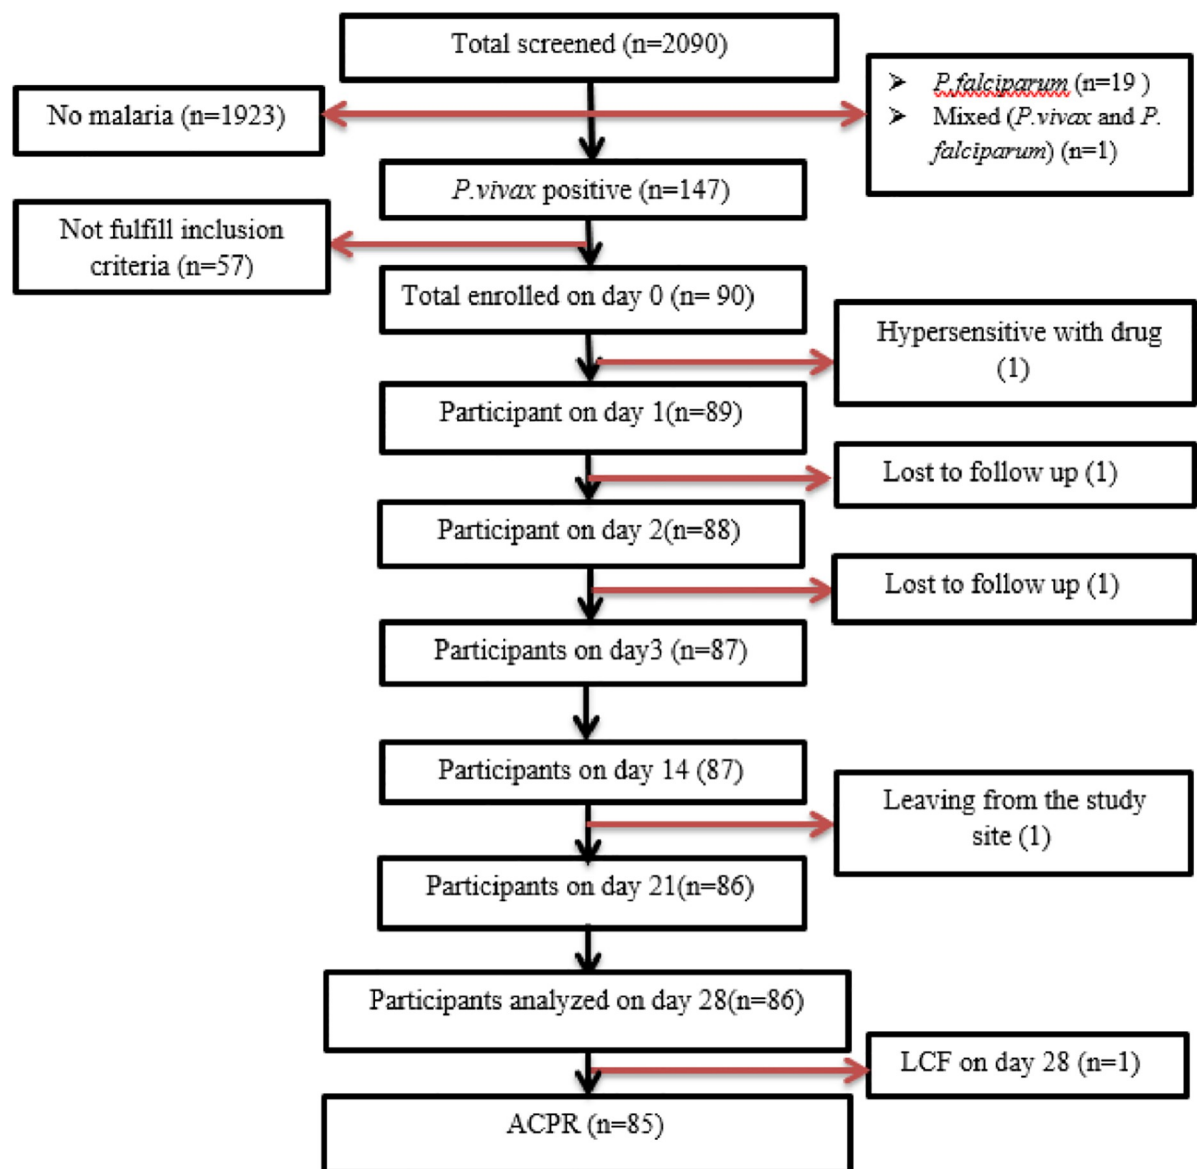 Total screened (n=2090)
No malaria (n=1923)
➢ P.falciparum (n=19 )
➢ Mixed (P.vivax and P.
falciparum) (n=1)
P.vivax positive (n=147)
Not fulfill inclusion
criteria (n=57)
Total enrolled on day 0 (n= 90)
Hypersensitive with drug
(1)
Participant on day 1(n=89)
Lost to follow up (1)
Participant on day 2(n=88)
Lost to follow up (1)
Participants on day3 (n=87)
Participants on day 14 (87)
Leaving from the study
site (1)
Participants on day 21(n=86)
Participants analyzed on day 28(n=86)
LCF on day 28 (n=1)
ACPR (n=85)